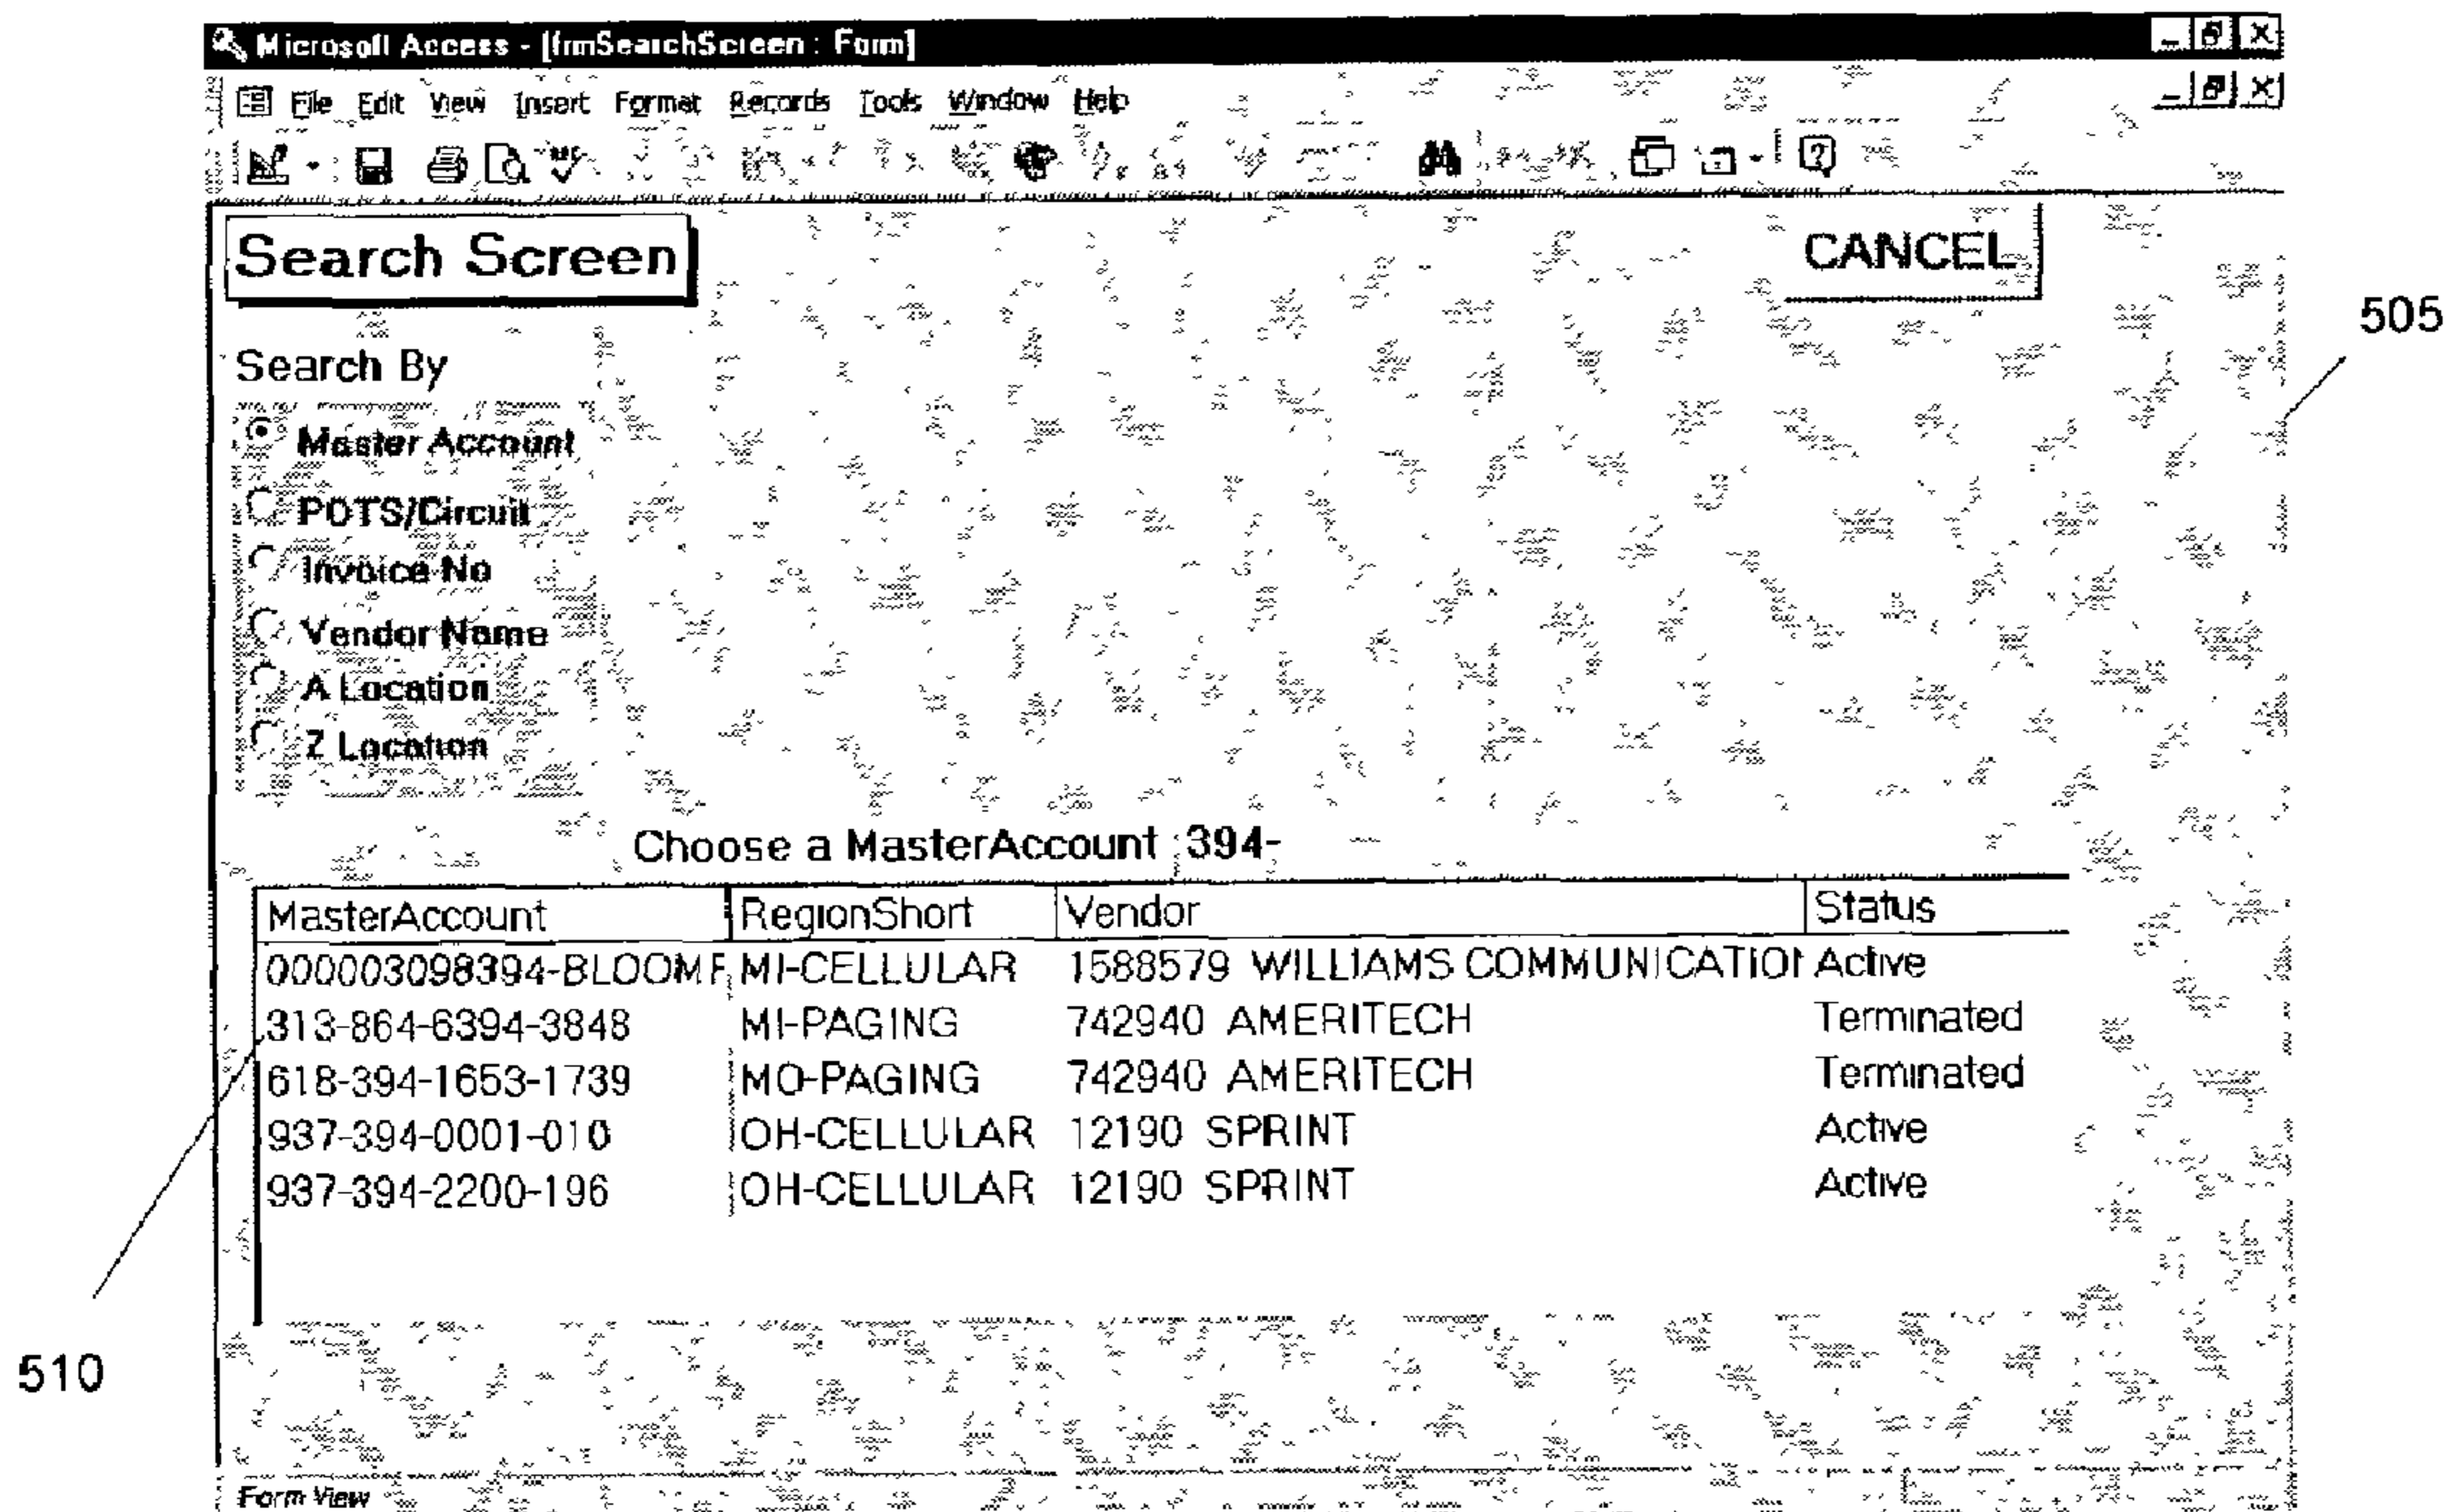 Microsoft Access - [frmSearchScreen : Form]
File Edit View Insert Format Records Tools Window Help
Search Screen
CANCEL
505
Search By
Master Account
POTS/Circuit
Invoice No
Vendor Name
A Location
Z Location
Choose a MasterAccount :394-
MasterAccount RegionShort Vendor Status
000003098394-BLOOMF MI-CELLULAR 1588579 WILLIAMS COMMUNICATION Active
313-864-6394-3848 MI-PAGING 742940 AMERITECH Terminated
618-394-1653-1739 MO-PAGING 742940 AMERITECH Terminated
937-394-0001-010 OH-CELLULAR 12190 SPRINT Active
937-394-2200-196 OH-CELLULAR 12190 SPRINT Active
510
Form View